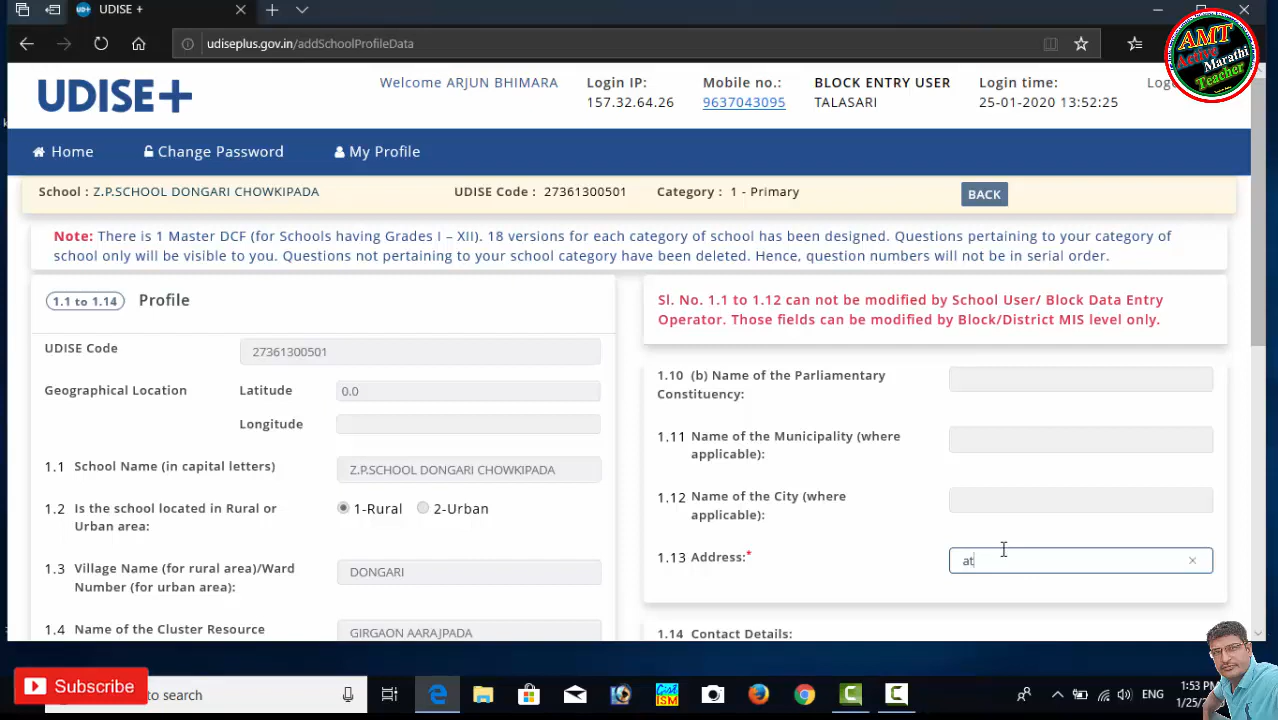 UDISE +
udiseplus.gov.in/addSchoolProfileData
AMT
Active
Marathi
Teacher
UDISE+
Welcome ARJUN BHIMARA
Login IP:
157.32.64.26
Mobile no.:
9637043095
BLOCK ENTRY USER
TALASARI
Login time:
25-01-2020 13:52:25
Home
Change Password
My Profile
School : Z.P.SCHOOL DONGARI CHOWKIPADA
UDISE Code : 27361300501
Category : 1 - Primary
BACK
Note: There is 1 Master DCF (for Schools having Grades I – XII). 18 versions for each category of school has been designed. Questions pertaining to your category of
school only will be visible to you. Questions not pertaining to your school category have been deleted. Hence, question numbers will not be in serial order.
1.1 to 1.14 Profile
UDISE Code
27361300501
Geographical Location
Latitude
0.0
Longitude
1.1 School Name (in capital letters)
Z.P.SCHOOL DONGARI CHOWKIPADA
1.2 Is the school located in Rural or
Urban area:
1-Rural 2-Urban
1.3 Village Name (for rural area)/Ward
Number (for urban area):
DONGARI
1.4 Name of the Cluster Resource
GIRGAON AARAJPADA
Sl. No. 1.1 to 1.12 can not be modified by School User/ Block Data Entry
Operator. Those fields can be modified by Block/District MIS level only.
1.10 (b) Name of the Parliamentary
Constituency:
1.11 Name of the Municipality (where
applicable):
1.12 Name of the City (where
applicable):
1.13 Address:*
at
1.14 Contact Details:
Subscribe
to search
ENG
1:53 PM